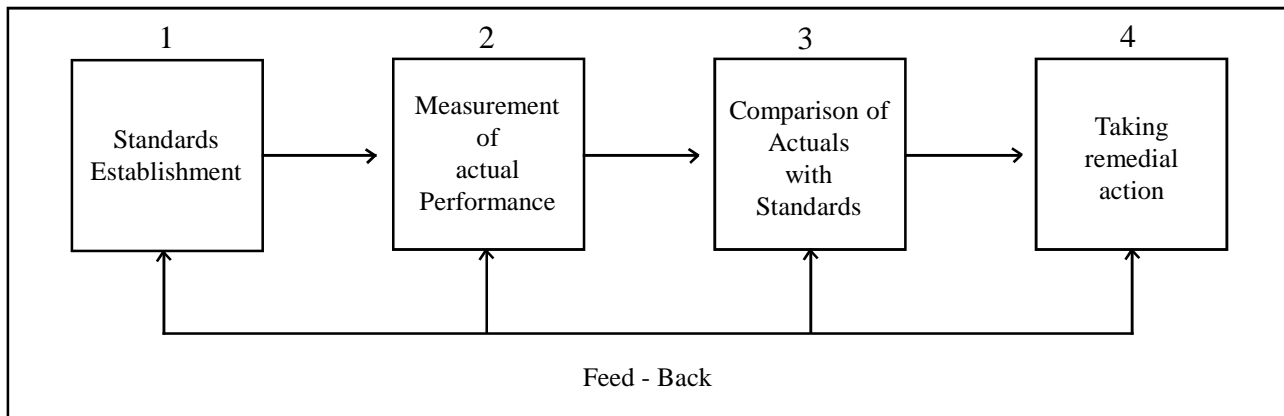 1
Standards
Establishment
2
Measurement
of
actual
Performance
3
Comparison of
Actuals
with
Standards
4
Taking
remedial
action
Feed - Back